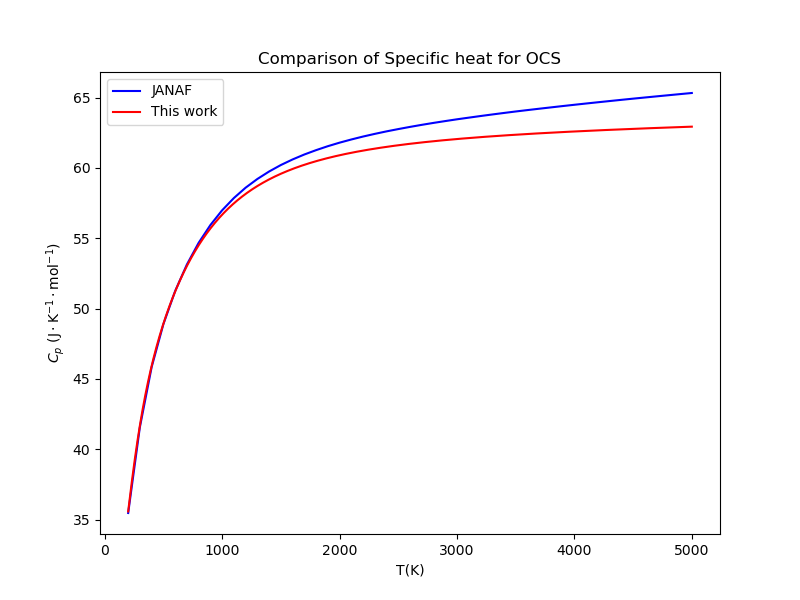 Comparison of Specific heat for OCS
JANAF
This work
65
60
55
50
45
40
35
$C_p$ (J · K⁻¹ · mol⁻¹)
0 1000 2000 3000 4000 5000
T(K)